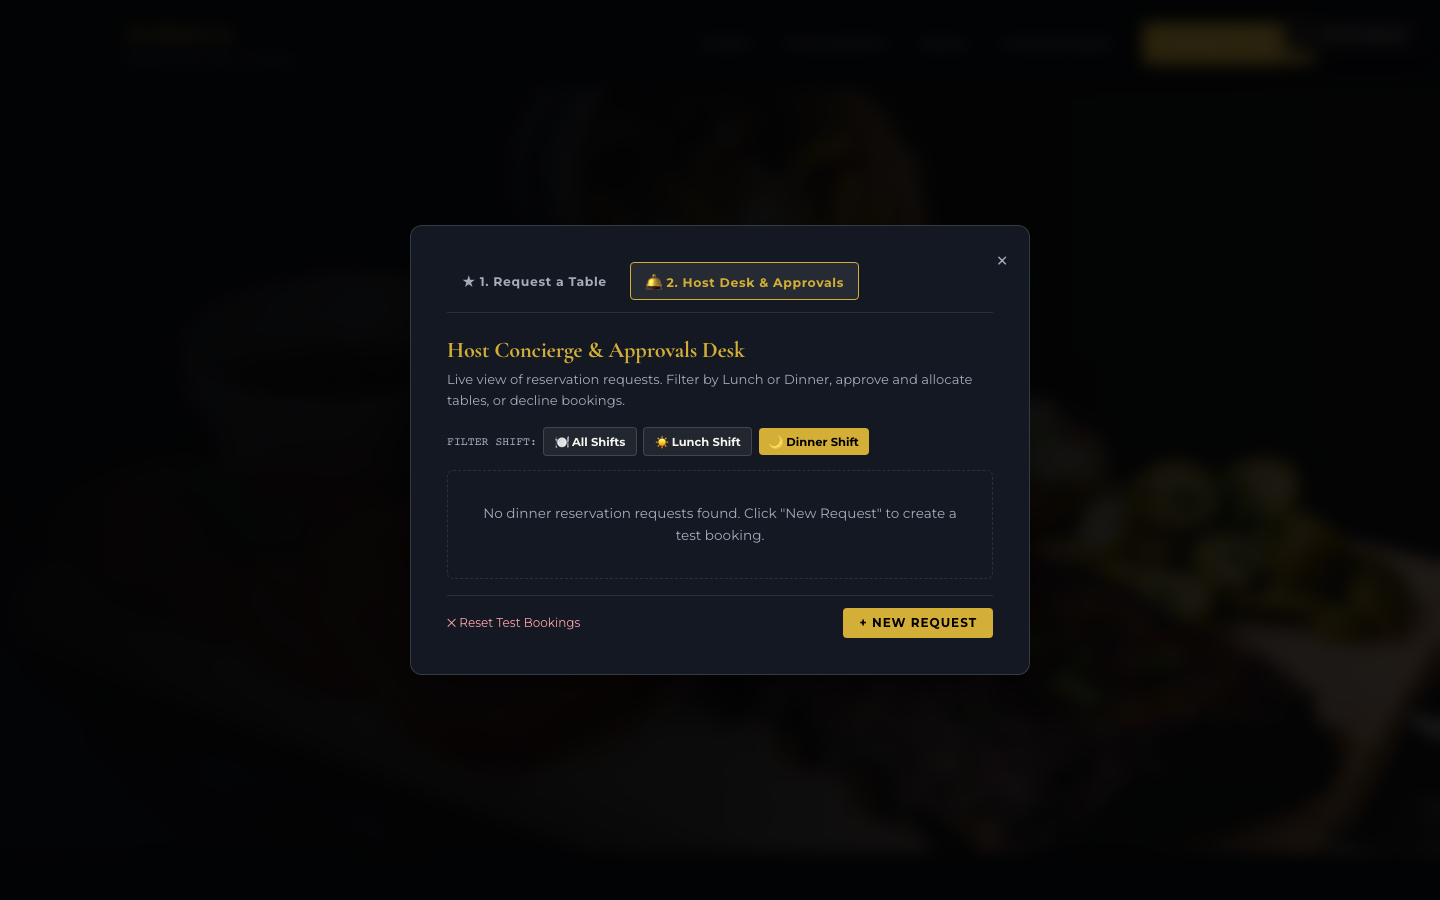 ★ 1. Request a Table
🛎️ 2. Host Desk & Approvals
✕
Host Concierge & Approvals Desk
Live view of reservation requests. Filter by Lunch or Dinner, approve and allocate
tables, or decline bookings.
FILTER SHIFT:
🍽️ All Shifts
☀️ Lunch Shift
🌙 Dinner Shift
No dinner reservation requests found. Click "New Request" to create a
test booking.
✕ Reset Test Bookings
+ NEW REQUEST